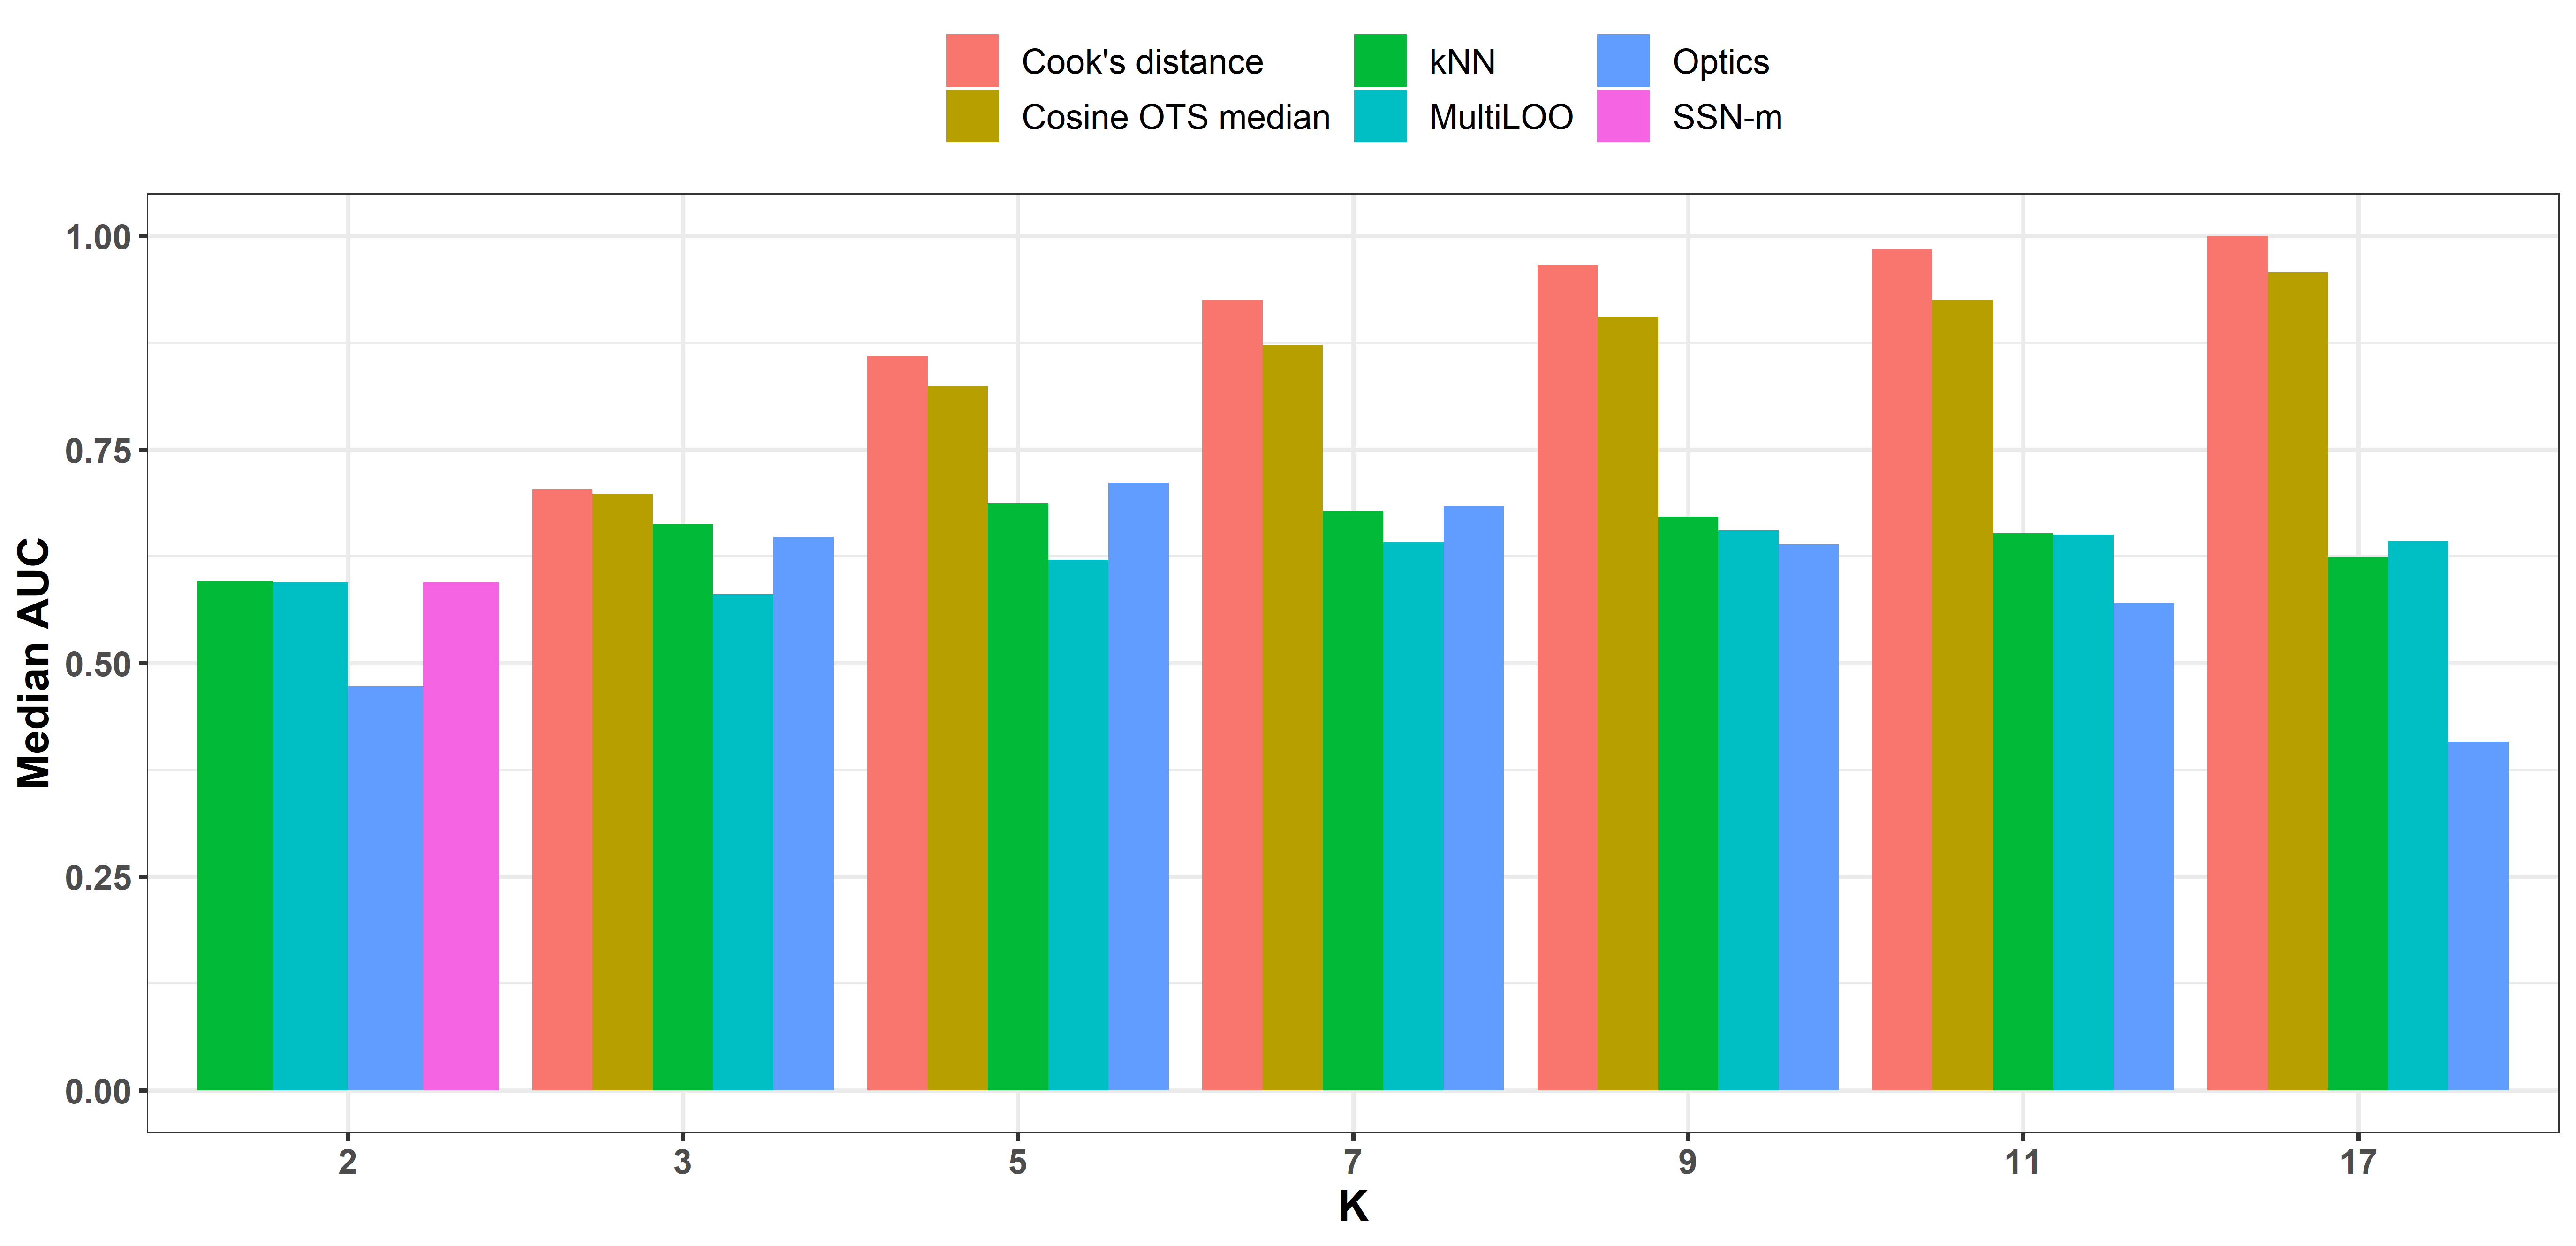 Cook's distance
kNN
Optics
Cosine OTS median
MultiLOO
SSN-m
Median AUC
1.00
0.75
0.50
0.25
0.00
2
3
5
7
9
11
17
K